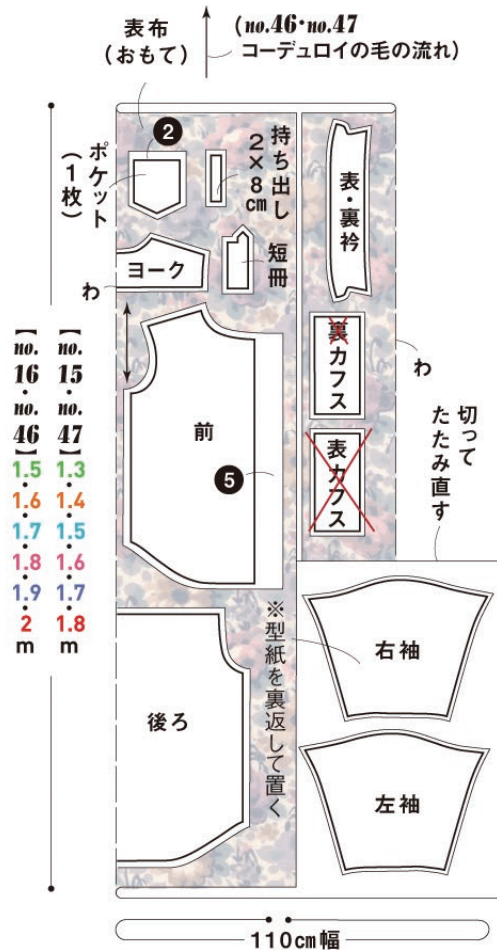 表布
(おもて)
(no.46・no.47
コーデュロイの毛の流れ)
ポケット
(1枚)
2
持ち出し
2×8cm
表・裏衿
ヨーク
短冊
わ
裏カフス
わ
表カフス
前
5
切って
たたみ直す
【no.16・no.46】
1.5・1.6・1.7・1.8・1.9・2m
【no.15・no.47】
1.3・1.4・1.5・1.6・1.7・1.8m
※型紙を裏返して置く
右袖
後ろ
左袖
110cm幅